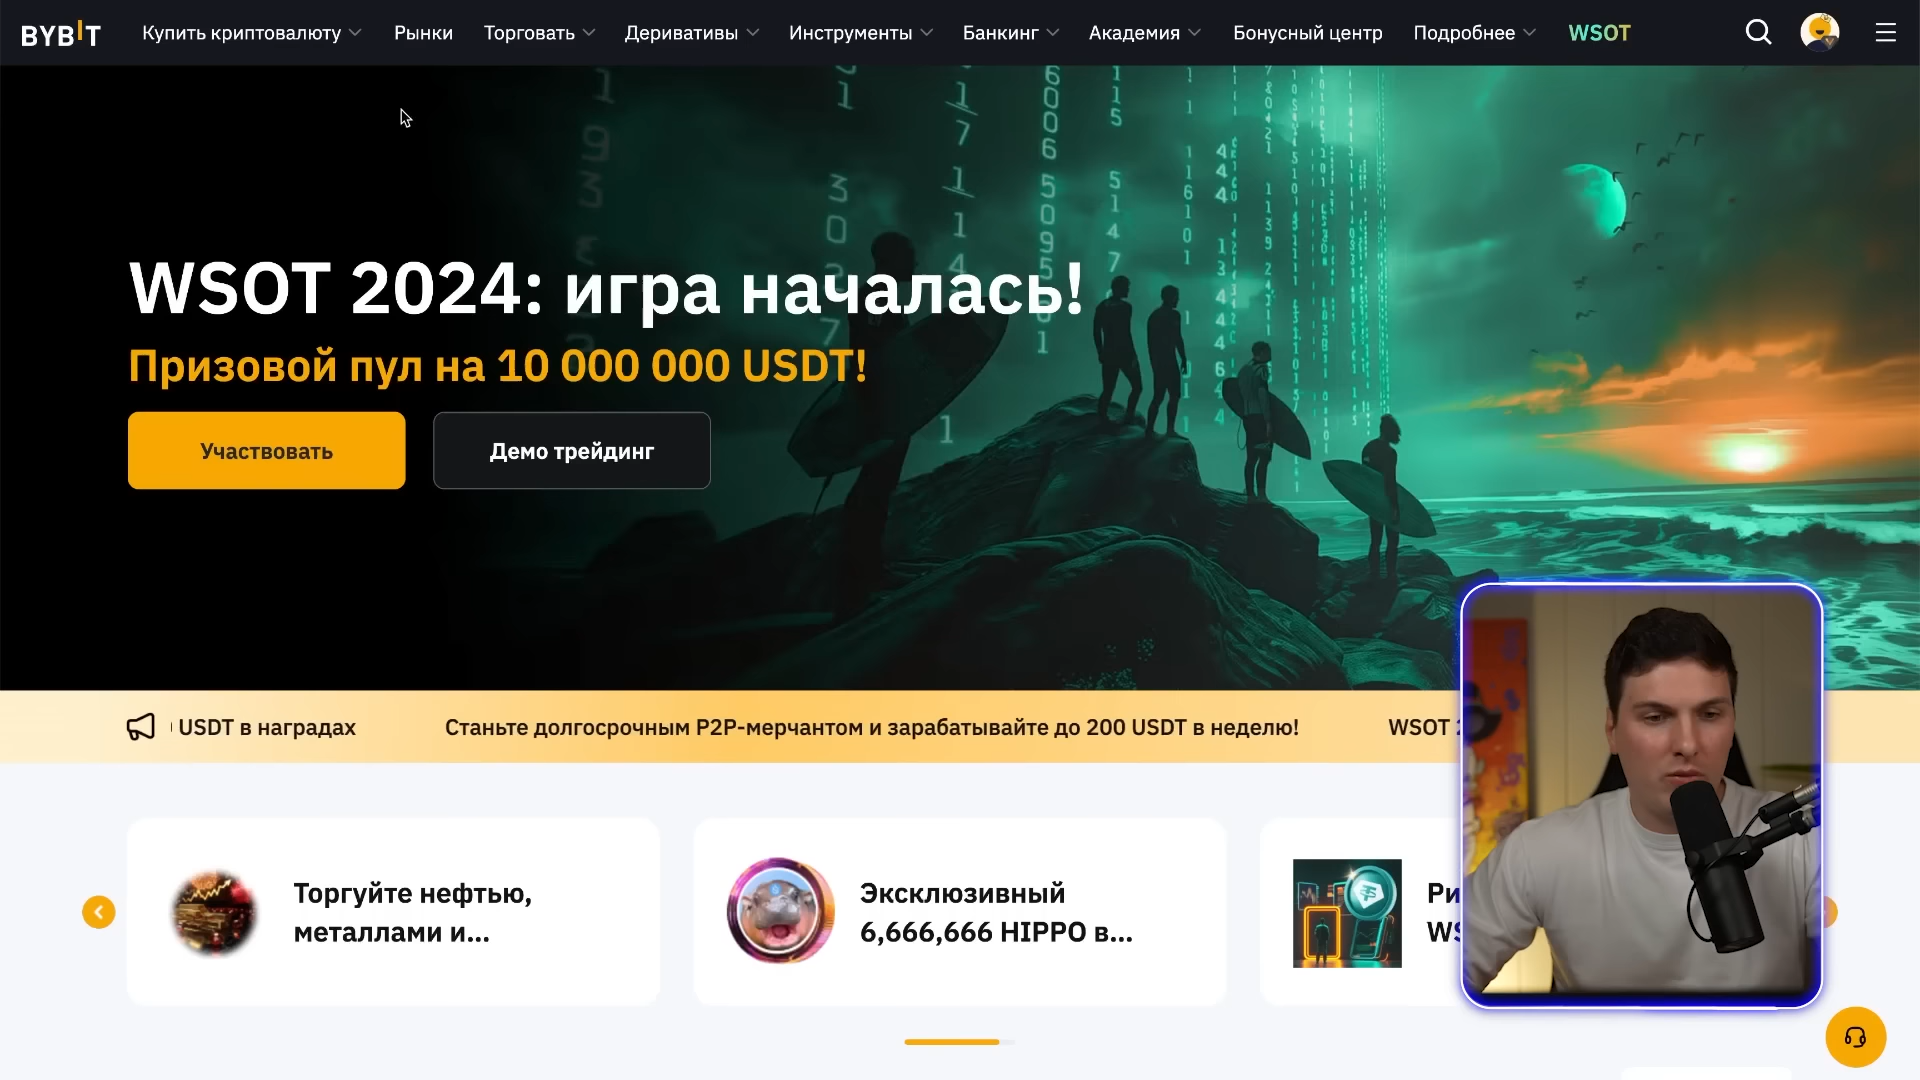 BYBIT
Купить криптовалюту
Рынки
Торговать
Деривативы
Инструменты
Банкинг
Академия
Бонусный центр
Подробнее
WSOT
WSOT 2024: игра началась!
Призовой пул на 10 000 000 USDT!
Участвовать
Демо трейдинг
USDT в наградах
Станьте долгосрочным P2P-мерчантом и зарабатывайте до 200 USDT в неделю!
WSOT
Торгуйте нефтью,
металлами и...
Эксклюзивный
6,666,666 HIPPO в...